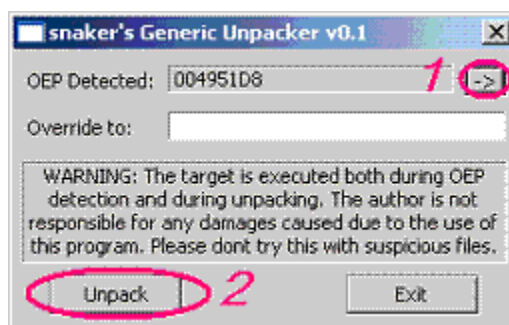 snaker's Generic Unpacker v0.1
OEP Detected: 004951D8 1 ->
Override to:
WARNING: The target is executed both during OEP
detection and during unpacking. The author is not
responsible for any damages caused due to the use of
this program. Please dont try this with suspicious files.
Unpack 2 Exit